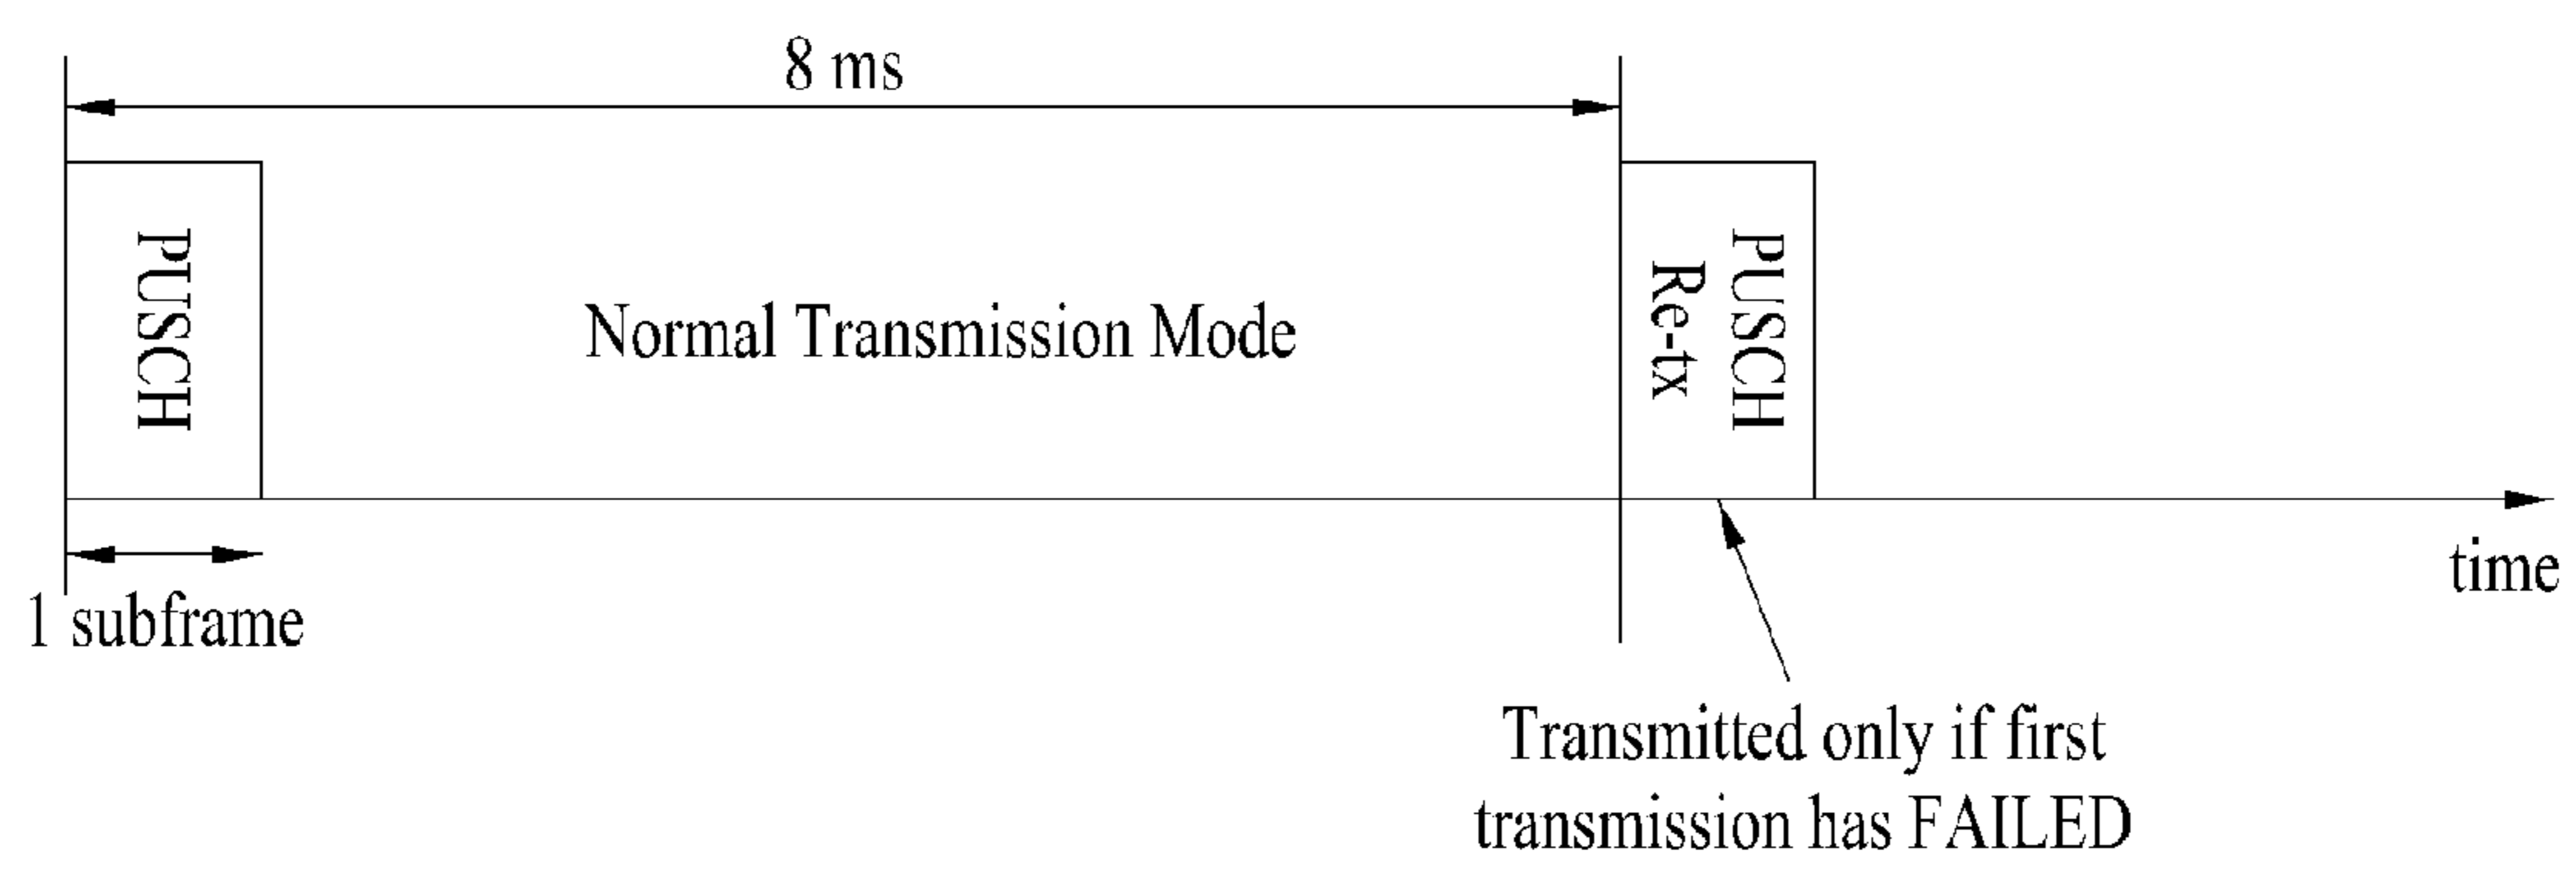 8 ms
PUSCH
Normal Transmission Mode
PUSCH
Re-tx
1 subframe
time
Transmitted only if first
transmission has FAILED